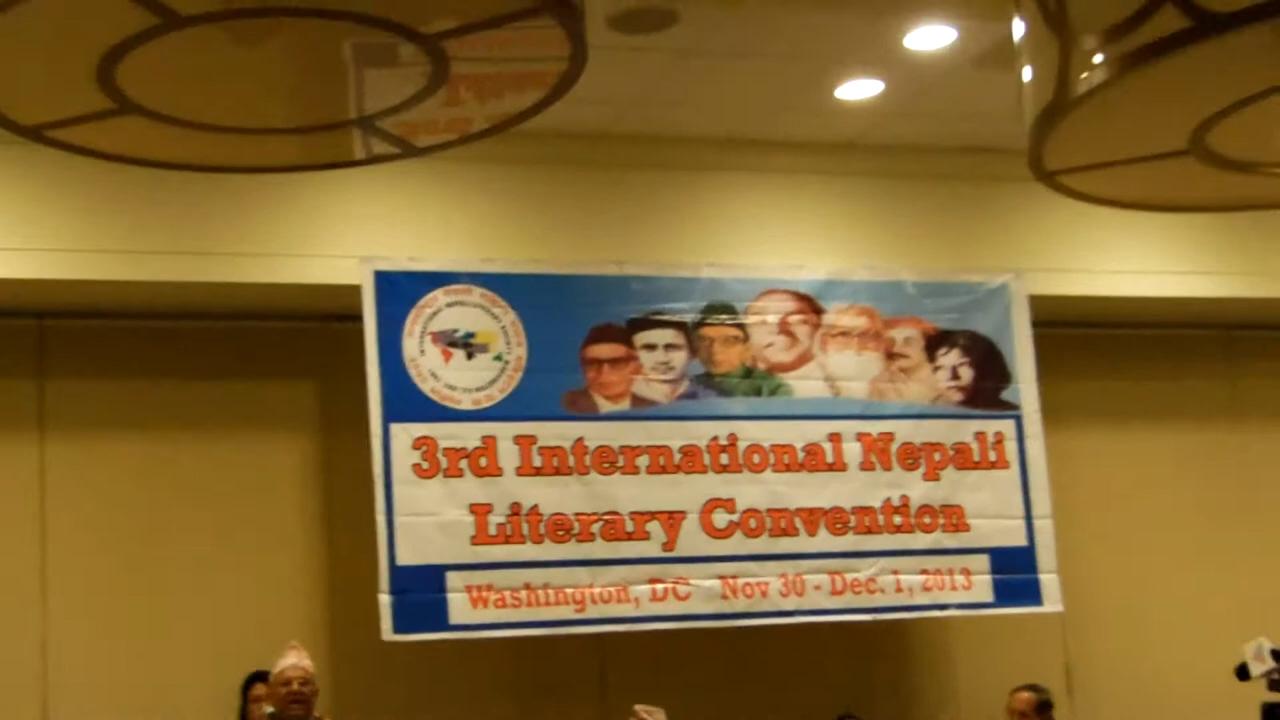 3rd International Nepali
Literary Convention
Washington, DC Nov 30 - Dec. 1, 2013